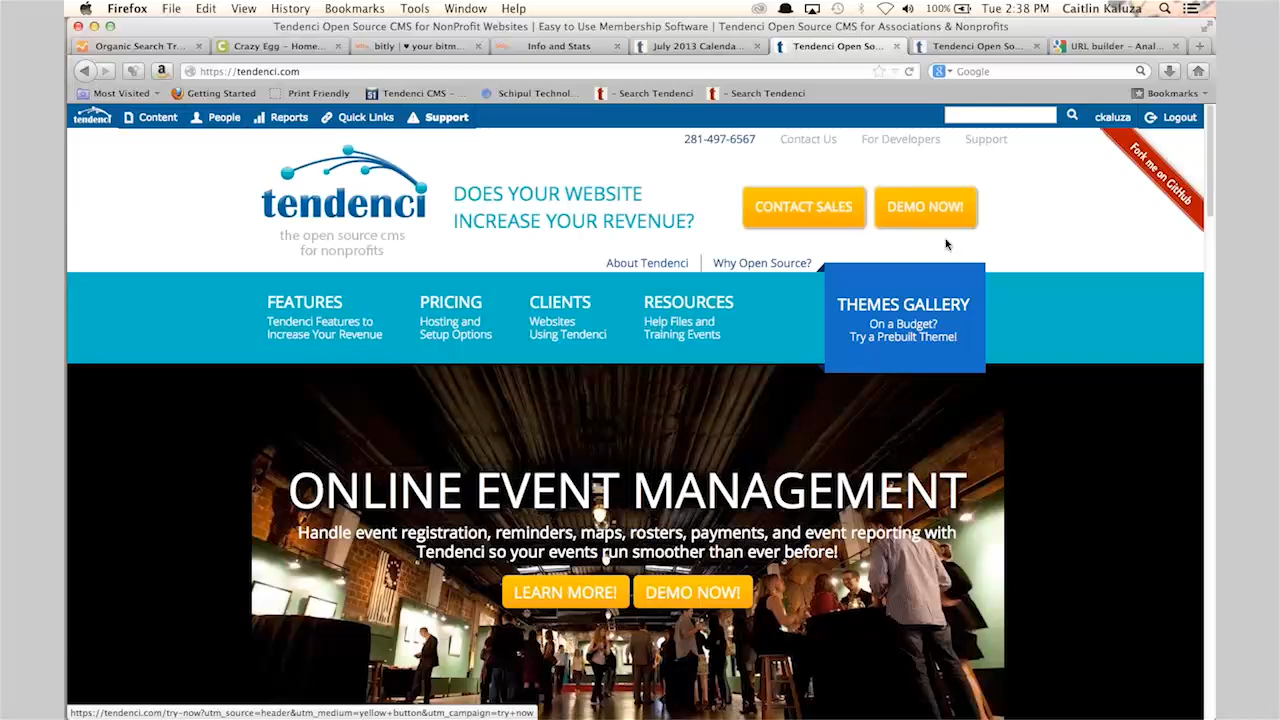 Firefox File Edit View History Bookmarks Tools Window Help 100% Tue 2:38 PM Caitlin Kaluza
Tendenci Open Source CMS for NonProfit Websites | Easy to Use Membership Software | Tendenci Open Source CMS for Associations & Nonprofits
Organic Search Tr... Crazy Egg – Home... bitly | ♥ your bitm... Info and Stats July 2013 Calenda... Tendenci Open So... Tendenci Open So... URL builder – Anal...
https://tendenci.com Google
Most Visited Getting Started Print Friendly Tendenci CMS – ... Schipul Technol... – Search Tendenci – Search Tendenci Bookmarks
tendenci Content People Reports Quick Links Support ckaluza Logout
281-497-6567 Contact Us For Developers Support
Fork me on GitHub
tendenci
the open source cms
for nonprofits
DOES YOUR WEBSITE
INCREASE YOUR REVENUE?
CONTACT SALES DEMO NOW!
About Tendenci Why Open Source?
FEATURES
Tendenci Features to
Increase Your Revenue
PRICING
Hosting and
Setup Options
CLIENTS
Websites
Using Tendenci
RESOURCES
Help Files and
Training Events
THEMES GALLERY
On a Budget?
Try a Prebuilt Theme!
ONLINE EVENT MANAGEMENT
Handle event registration, reminders, maps, rosters, payments, and event reporting with
Tendenci so your events run smoother than ever before!
LEARN MORE! DEMO NOW!
https://tendenci.com/try-now?utm_source=header&utm_medium=yellow+button&utm_campaign=try+now